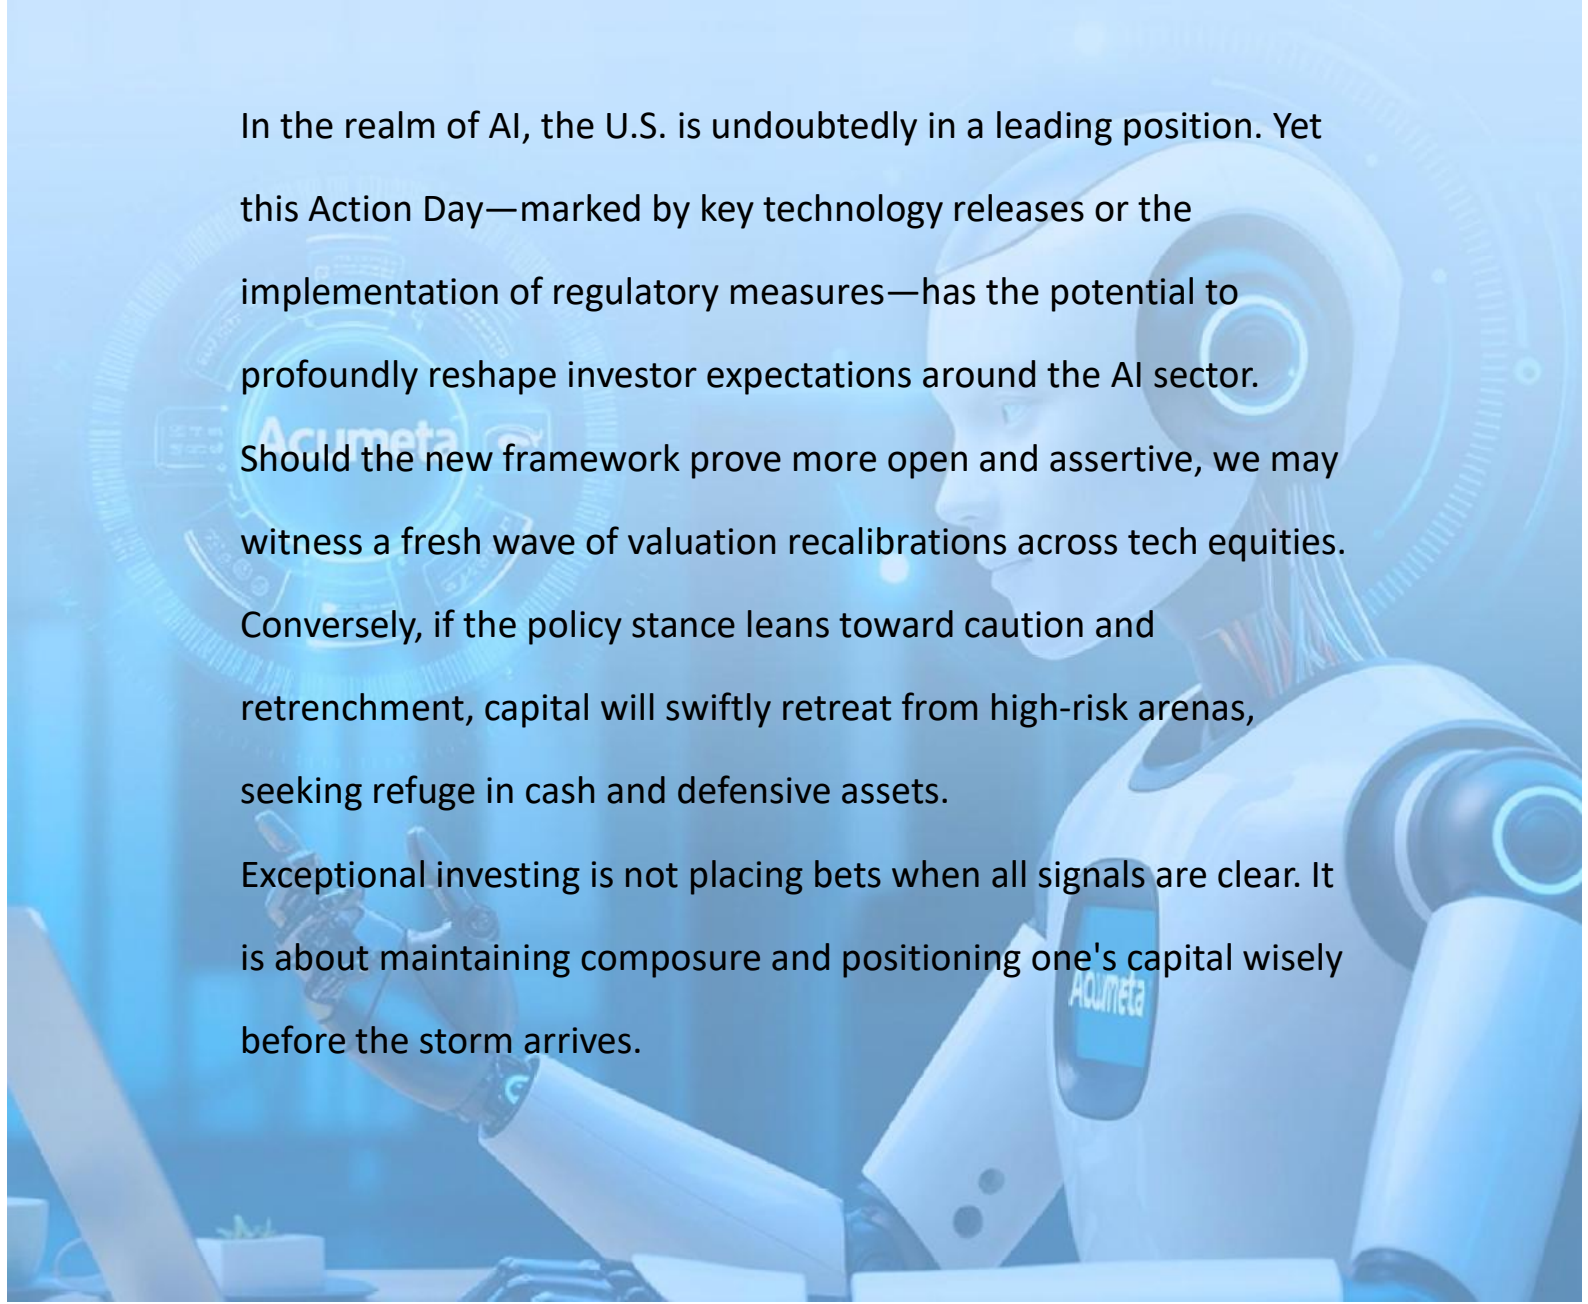 In the realm of AI, the U.S. is undoubtedly in a leading position. Yet
this Action Day—marked by key technology releases or the
implementation of regulatory measures—has the potential to
profoundly reshape investor expectations around the AI sector.
Acumeta
Should the new framework prove more open and assertive, we may
witness a fresh wave of valuation recalibrations across tech equities.
Conversely, if the policy stance leans toward caution and
retrenchment, capital will swiftly retreat from high-risk arenas,
seeking refuge in cash and defensive assets.
Exceptional investing is not placing bets when all signals are clear. It
is about maintaining composure and positioning one's capital wisely
Acumeta
before the storm arrives.